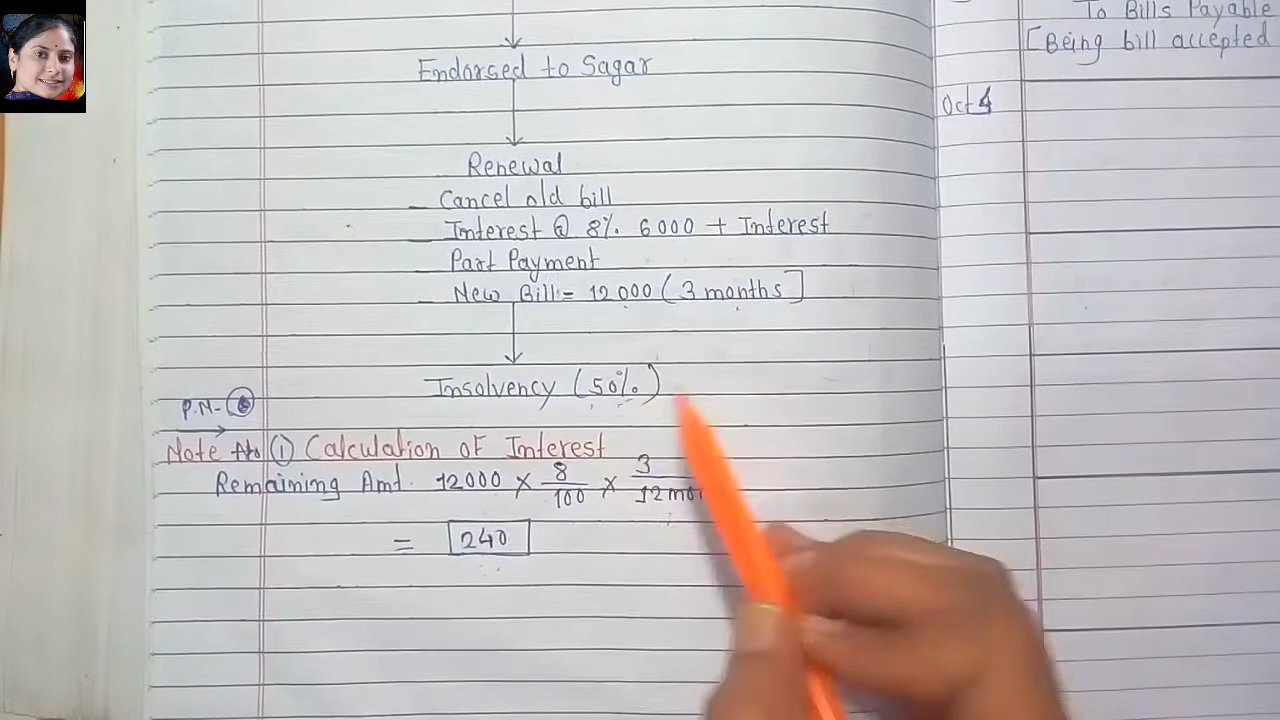 Endorsed to Sagar
Renewal
Cancel old bill
Interest @ 8%. 6000 + Interest
Part Payment
New Bill = 12000 (3 months]
Insolvency (50%)
P.N-
Note (1) Calculation of Interest
Remaining Amt. 12000 × 8/100 × 3/12
= 240
To Bills Payable
[Being bill accepted
Oct 4